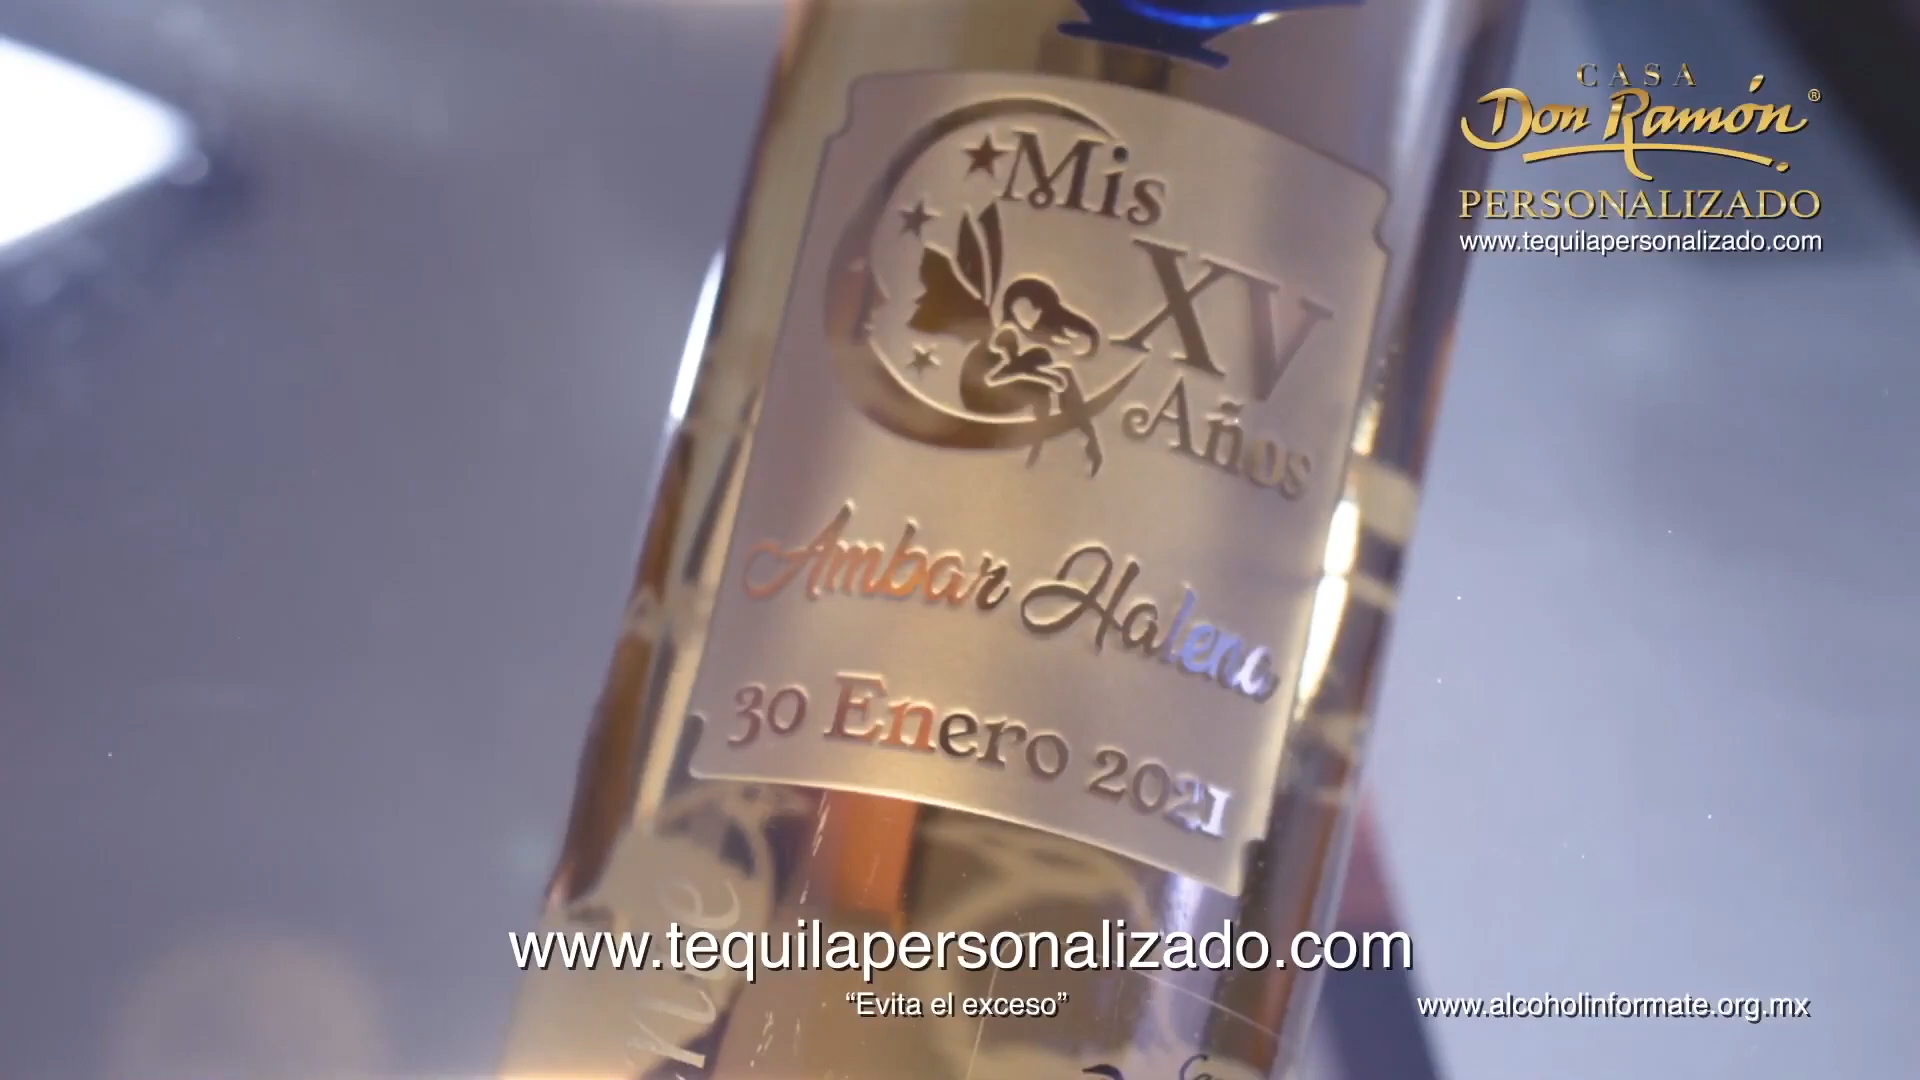 CASA
Don Ramón®
PERSONALIZADO
www.tequilapersonalizado.com
Mis
XV
Años
Ambar Halena
30 Enero 2021
www.tequilapersonalizado.com
“Evita el exceso”
www.alcoholinformate.org.mx